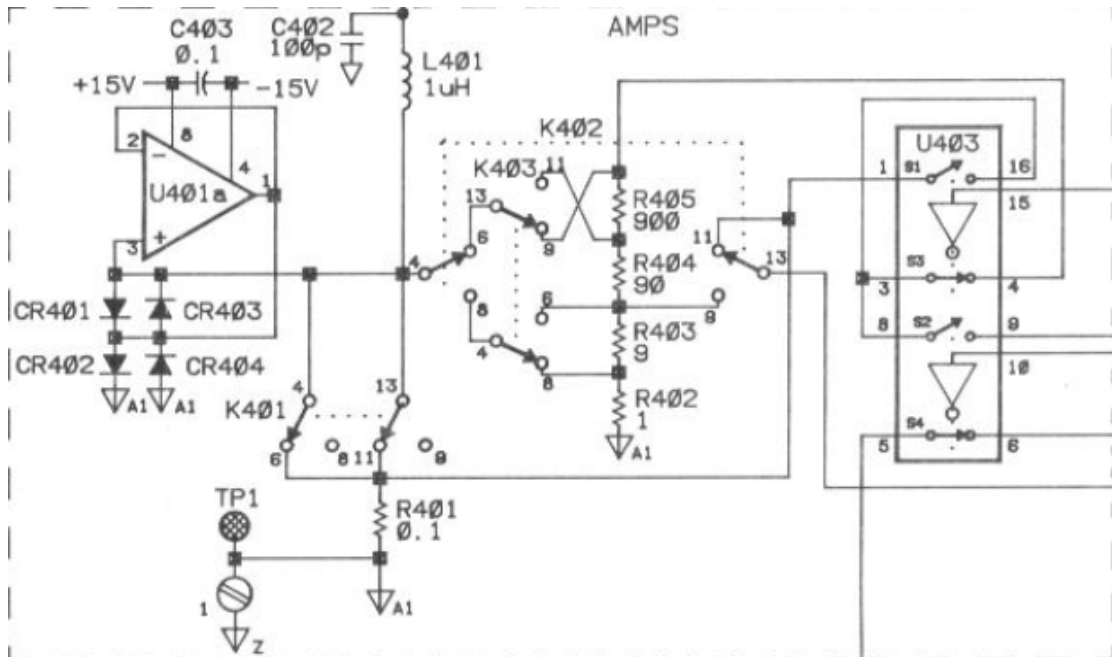 AMPS
C403
0.1
+15V
-15V
2
8
4
U401a
1
3
CR401
CR403
CR402
CR404
A1
A1
C402
100p
L401
1uH
K402
K403
11
13
6
9
4
8
6
4
8
R405
900
R404
90
R403
9
R402
1
A1
11
13
9
U403
1
S1
16
15
3
S3
4
8
S2
9
10
5
S4
6
K401
4
13
6
8
11
9
TP1
R401
0.1
1
A1
Z